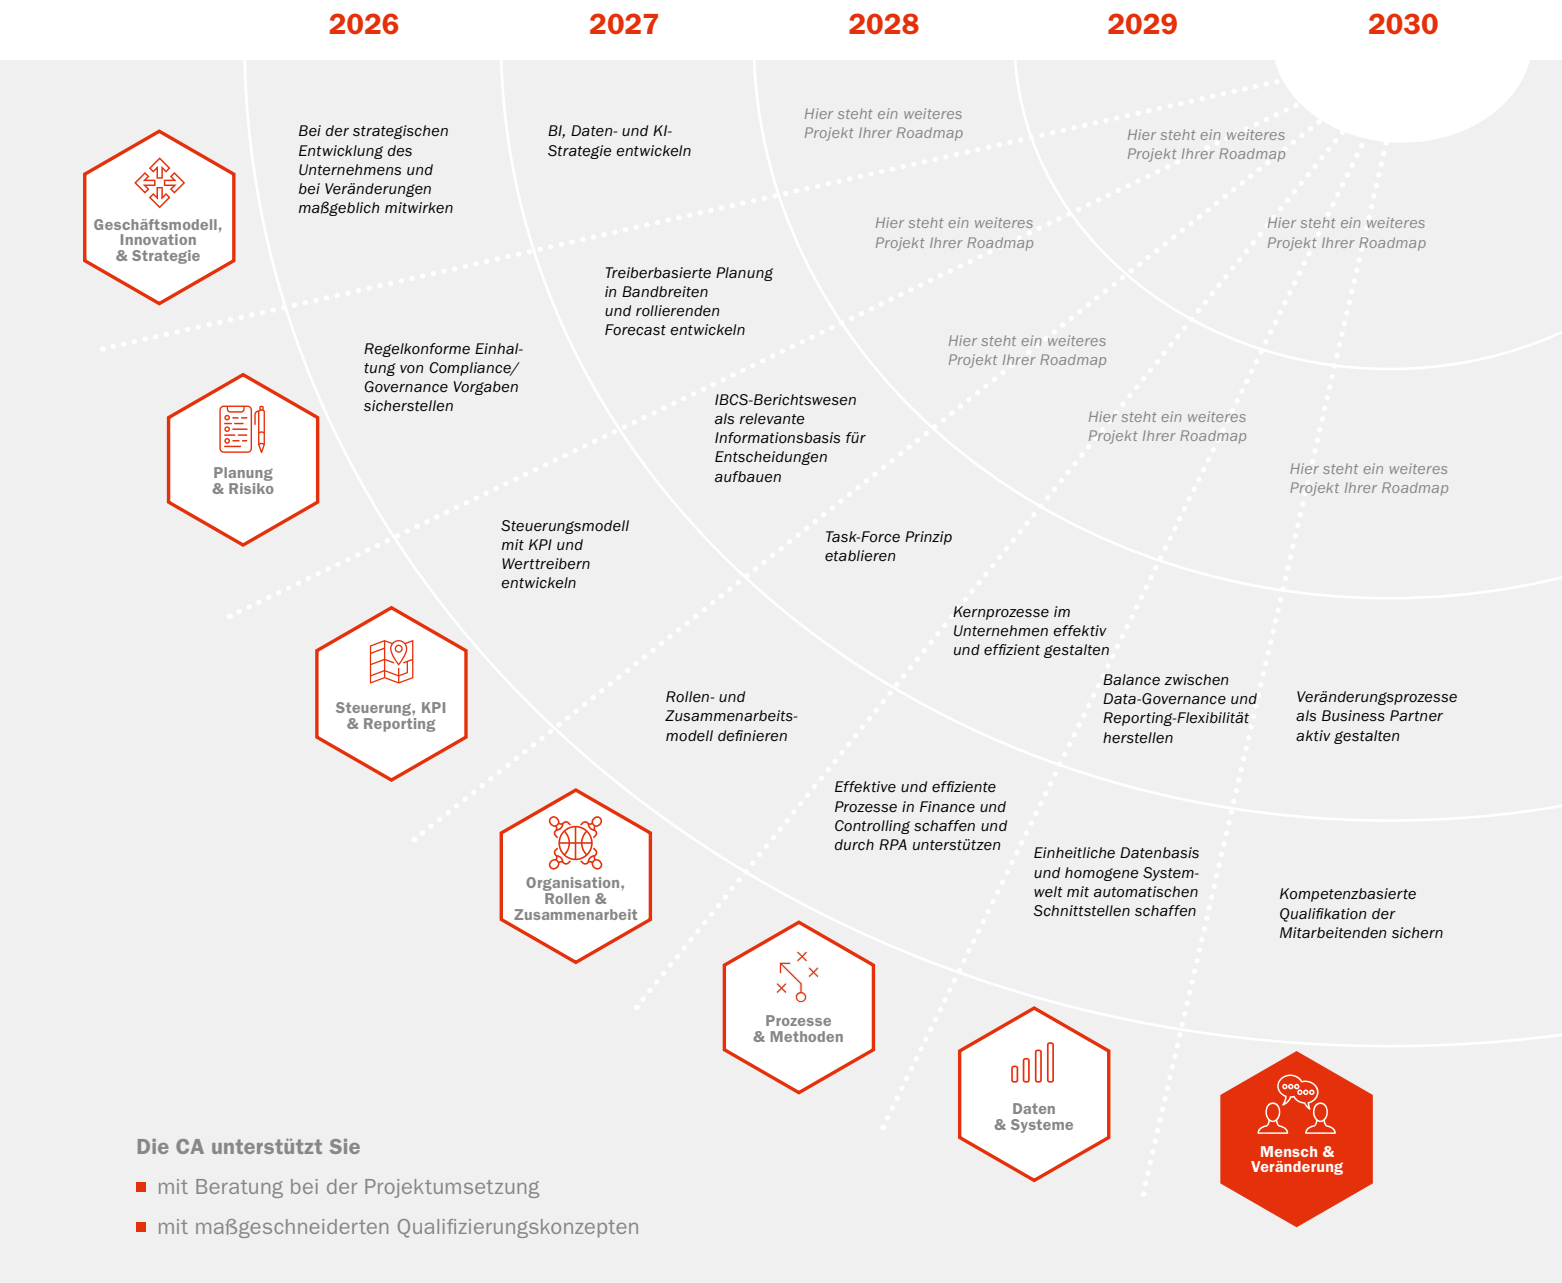 2026 2027 2028 2029 2030
Bei der strategischen
Entwicklung des
Unternehmens und
bei Veränderungen
maßgeblich mitwirken
BI, Daten- und KI-
Strategie entwickeln
Hier steht ein weiteres
Projekt Ihrer Roadmap
Hier steht ein weiteres
Projekt Ihrer Roadmap
Geschäftsmodell,
Innovation
& Strategie
Hier steht ein weiteres
Projekt Ihrer Roadmap
Hier steht ein weiteres
Projekt Ihrer Roadmap
Treiberbasierte Planung
in Bandbreiten
und rollierenden
Forecast entwickeln
Regelkonforme Einhal-
tung von Compliance/
Governance Vorgaben
sicherstellen
Hier steht ein weiteres
Projekt Ihrer Roadmap
IBCS-Berichtswesen
als relevante
Informationsbasis für
Entscheidungen
aufbauen
Hier steht ein weiteres
Projekt Ihrer Roadmap
Planung
& Risiko
Hier steht ein weiteres
Projekt Ihrer Roadmap
Steuerungsmodell
mit KPI und
Werttreibern
entwickeln
Task-Force Prinzip
etablieren
Kernprozesse im
Unternehmen effektiv
und effizient gestalten
Steuerung, KPI
& Reporting
Rollen- und
Zusammenarbeits-
modell definieren
Balance zwischen
Data-Governance und
Reporting-Flexibilität
herstellen
Veränderungsprozesse
als Business Partner
aktiv gestalten
Effektive und effiziente
Prozesse in Finance und
Controlling schaffen und
durch RPA unterstützen
Einheitliche Datenbasis
und homogene System-
welt mit automatischen
Schnittstellen schaffen
Kompetenzbasierte
Qualifikation der
Mitarbeitenden sichern
Organisation,
Rollen &
Zusammenarbeit
Prozesse
& Methoden
Daten
& Systeme
Mensch &
Veränderung
Die CA unterstützt Sie
mit Beratung bei der Projektumsetzung
mit maßgeschneiderten Qualifizierungskonzepten